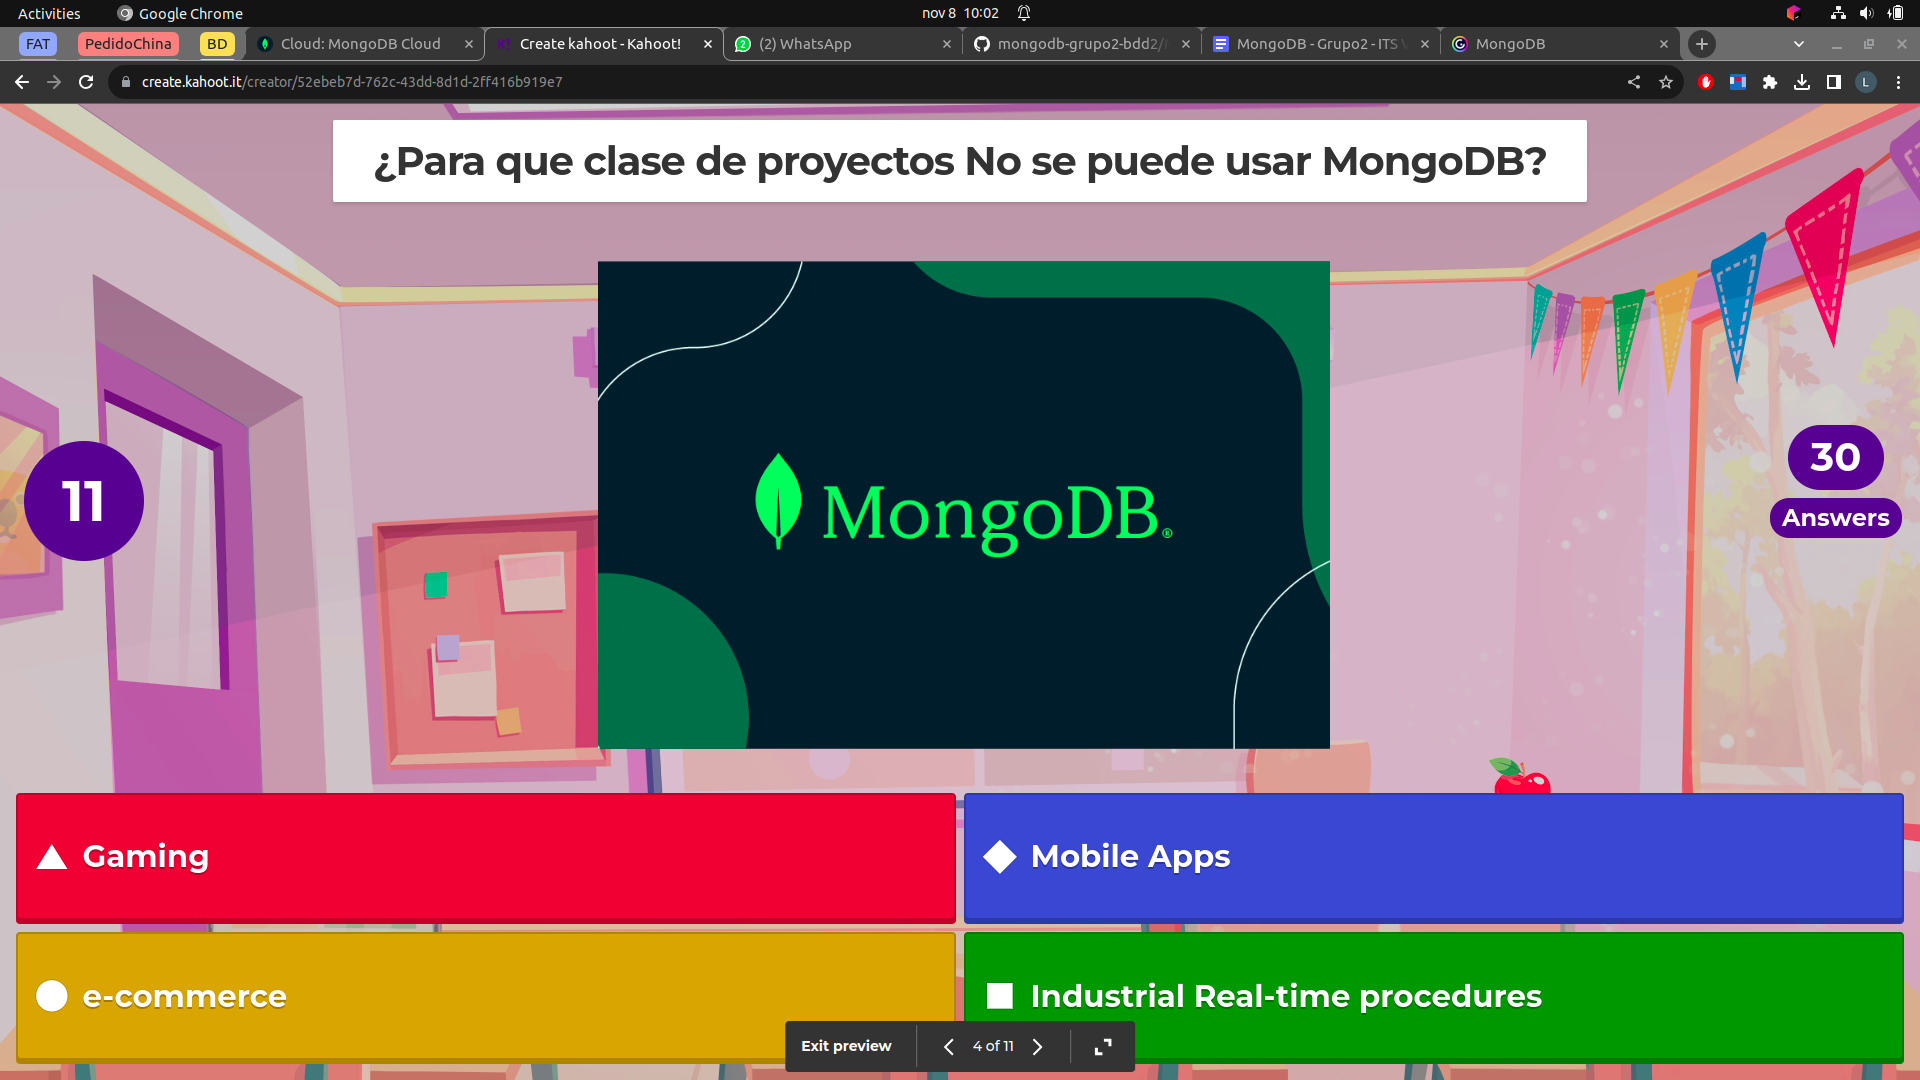 Activities
Google Chrome
nov 8 10:02
FAT
PedidoChina
BD
Cloud: MongoDB Cloud
Create kahoot - Kahoot!
(2) WhatsApp
mongodb-grupo2-bdd2/
MongoDB - Grupo2 - ITS
MongoDB
create.kahoot.it/creator/52ebeb7d-762c-43dd-8d1d-2ff416b919e7
L
¿Para que clase de proyectos No se puede usar MongoDB?
11
MongoDB®
30
Answers
Gaming
Mobile Apps
e-commerce
Industrial Real-time procedures
Exit preview
4 of 11